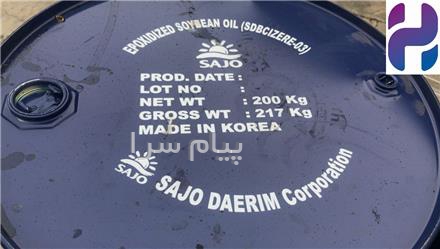 EPOXIDIZED SOYBEAN OIL (SDBCIZERE-03)
SAJO
PROD. DATE :
LOT NO :
NET WT : 200 Kg
GROSS WT : 217 Kg
MADE IN KOREA
پیام سرا
SAJO
SAJO DAERIM Corporation